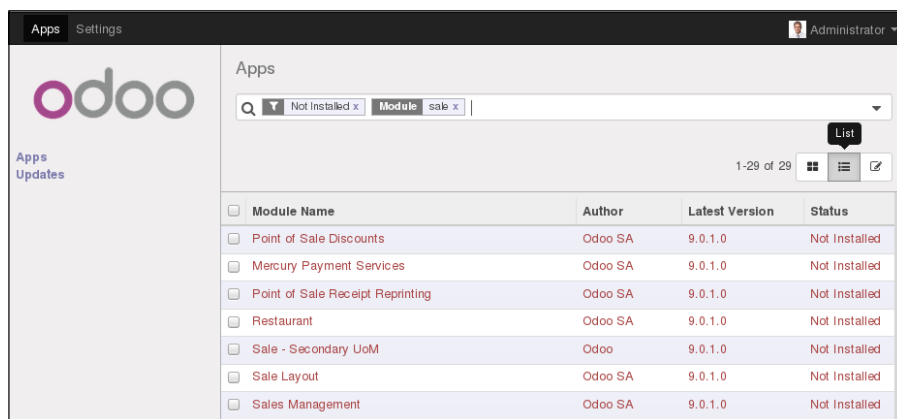 Apps Settings Administrator
odoo
Apps
Updates
Apps
Not Installed x Module sale x
List
1-29 of 29
Module Name Author Latest Version Status
Point of Sale Discounts Odoo SA 9.0.1.0 Not Installed
Mercury Payment Services Odoo SA 9.0.1.0 Not Installed
Point of Sale Receipt Reprinting Odoo SA 9.0.1.0 Not Installed
Restaurant Odoo SA 9.0.1.0 Not Installed
Sale - Secondary UoM Odoo 9.0.1.0 Not Installed
Sale Layout Odoo SA 9.0.1.0 Not Installed
Sales Management Odoo SA 9.0.1.0 Not Installed